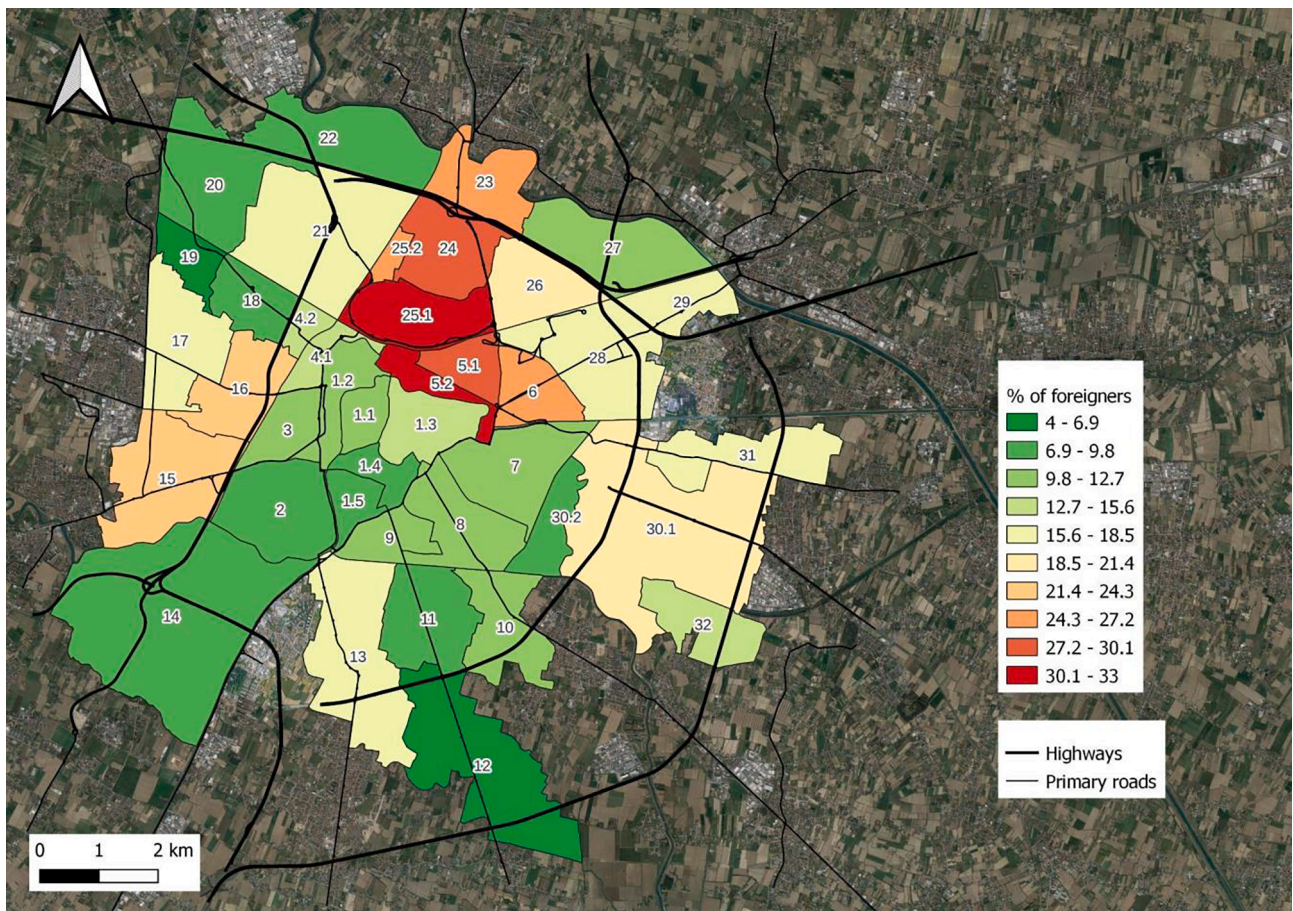 22
20
23
21
25.2
24
27
19
26
18
4.2
25.1
29
17
4.1
28
5.1
16
1.2
5.2
6
1.1
1.3
3
7
31
1.4
15
2
1.5
8
30.2
30.1
9
14
11
10
32
13
12
% of foreigners
4 - 6.9
6.9 - 9.8
9.8 - 12.7
12.7 - 15.6
15.6 - 18.5
18.5 - 21.4
21.4 - 24.3
24.3 - 27.2
27.2 - 30.1
30.1 - 33
Highways
Primary roads
0 1 2 km